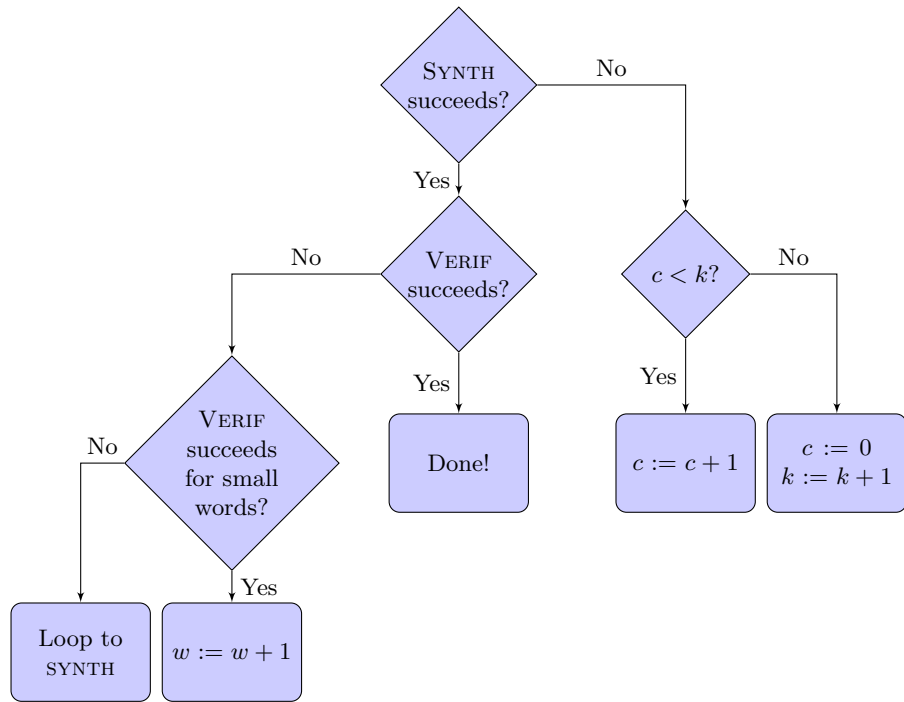 SYNTH
succeeds?
No
Yes
VERIF
succeeds?
No
Yes
c < k?
No
Yes
VERIF
succeeds
for small
words?
No
Yes
Done!
c := c + 1
c := 0
k := k + 1
Loop to
SYNTH
w := w + 1